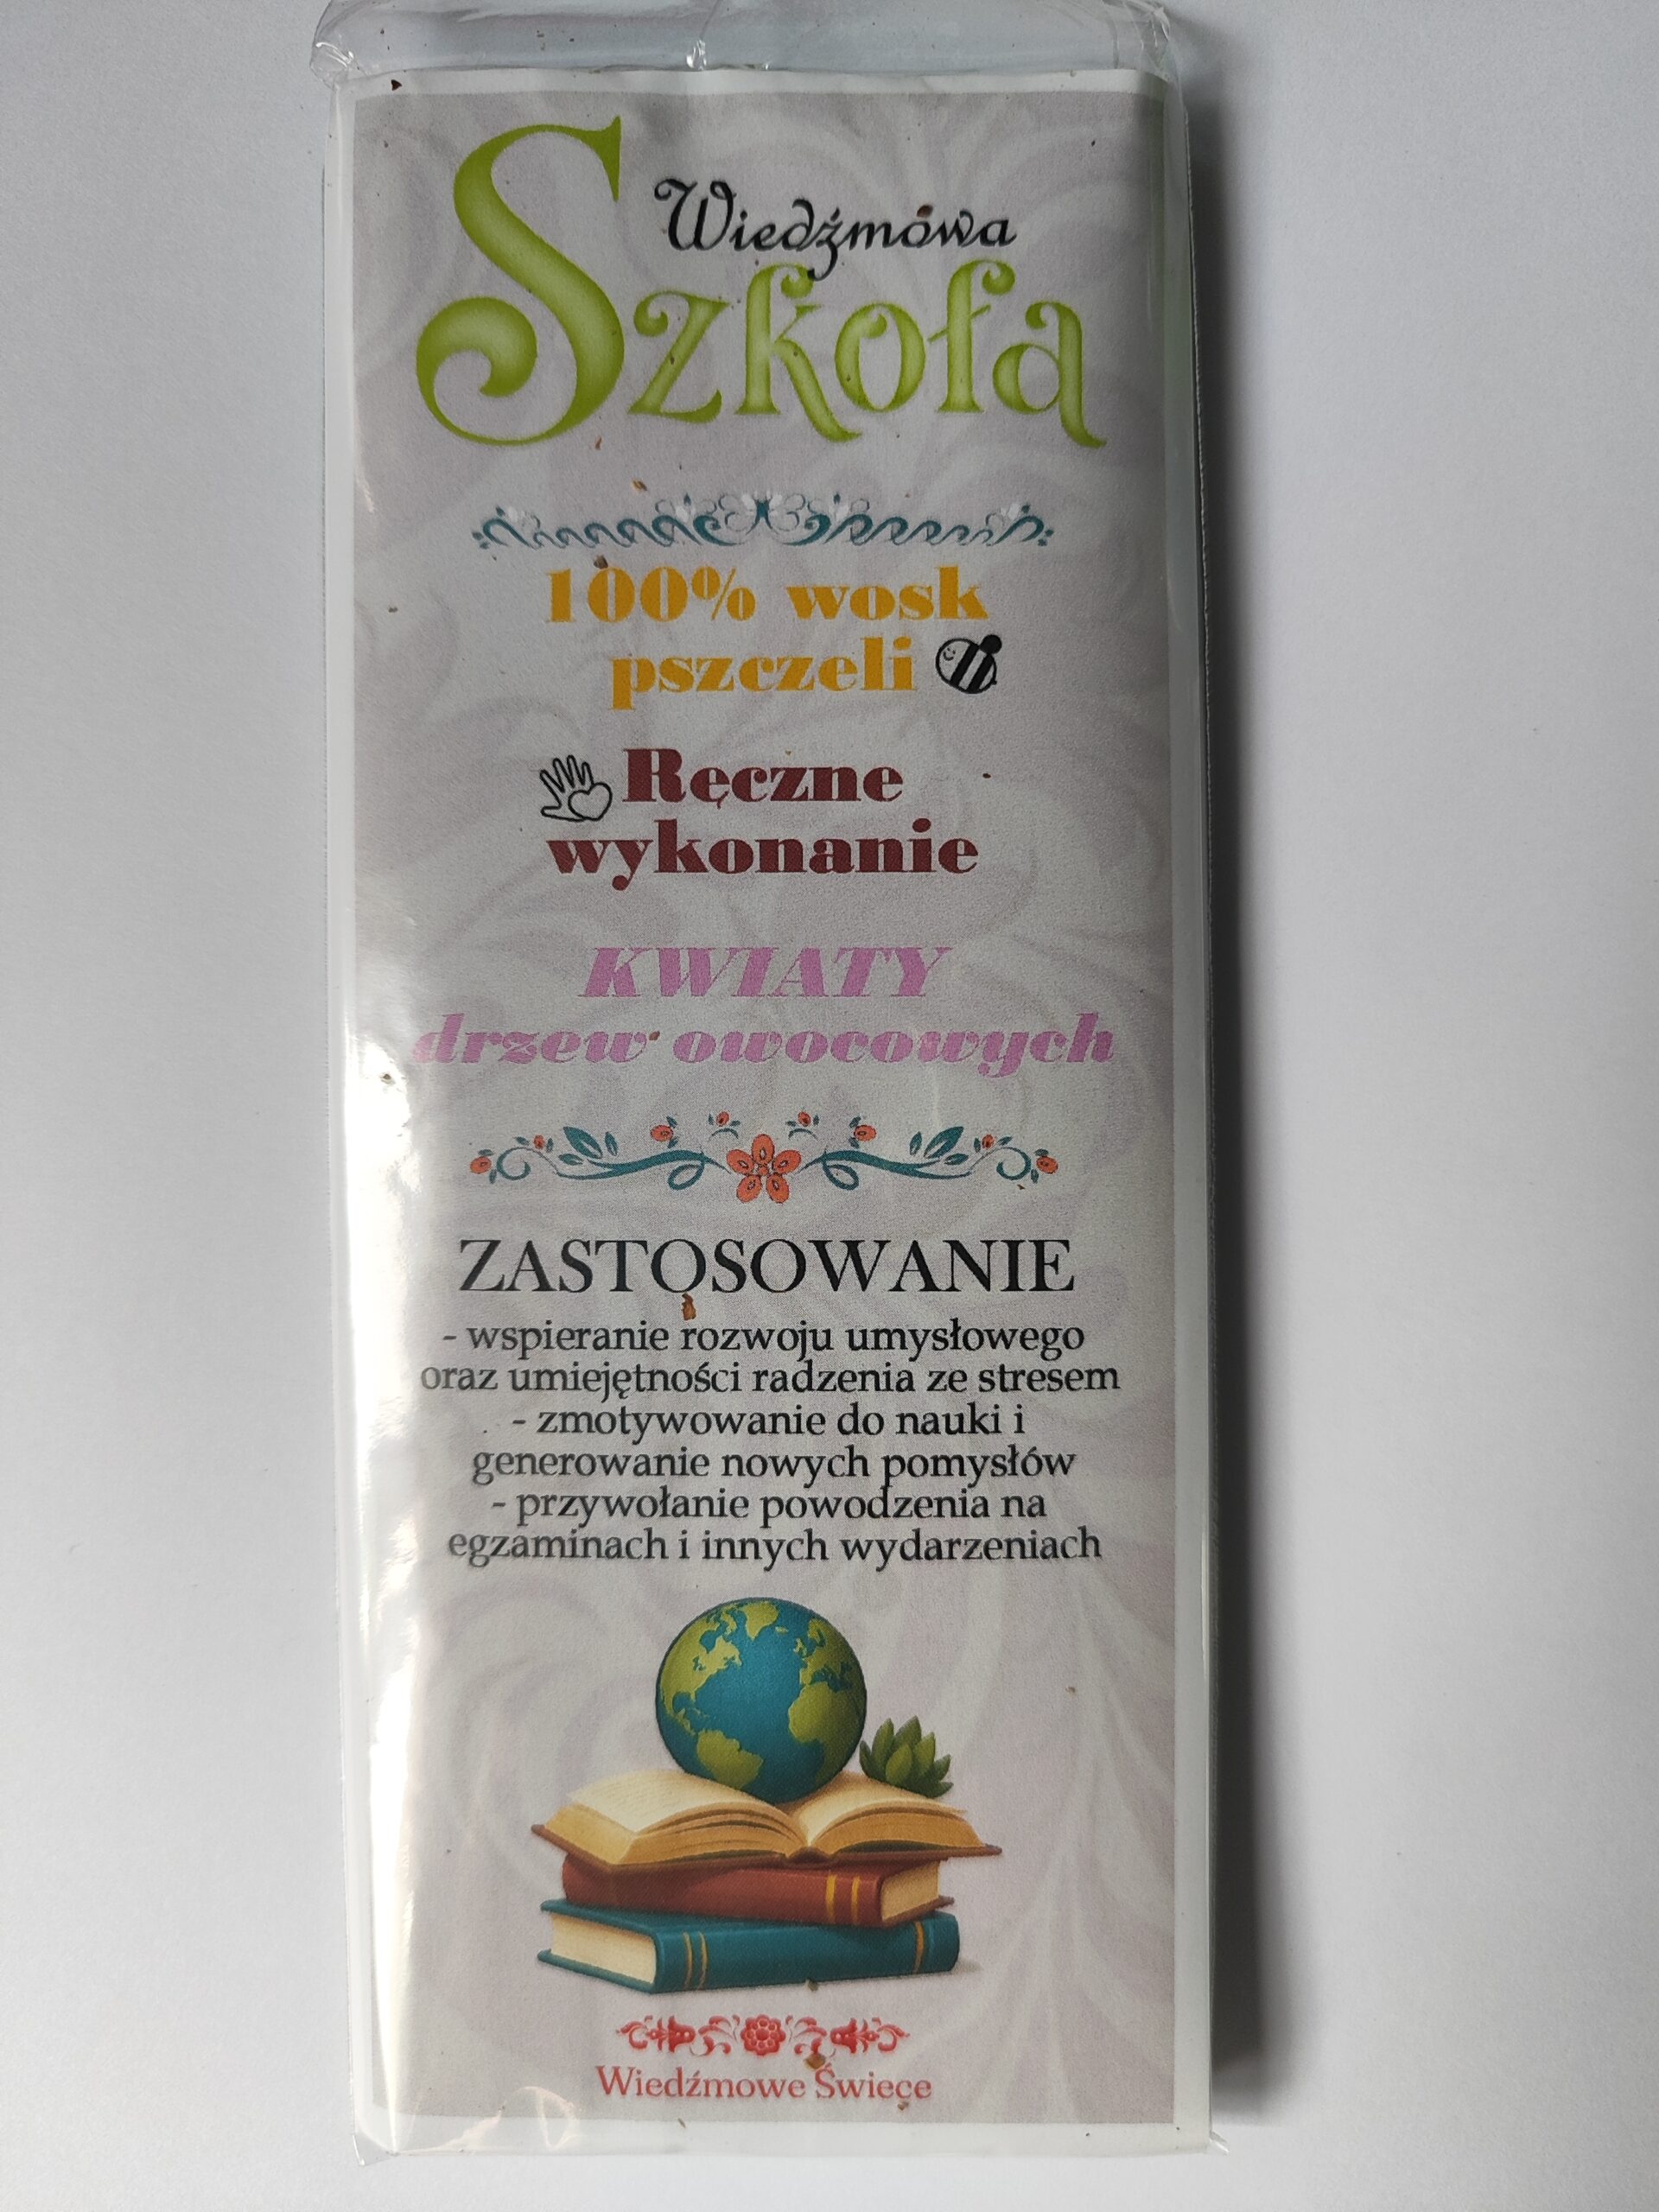 Wiedźmowa
Szkoła
100% wosk
pszczeli
Ręczne
wykonanie
KWIATY
drzew owocowych
ZASTOSOWANIE
- wspieranie rozwoju umysłowego
oraz umiejętności radzenia ze stresem
- zmotywowanie do nauki i
generowanie nowych pomysłów
- przywołanie powodzenia na
egzaminach i innych wydarzeniach
Wiedźmowe Świece